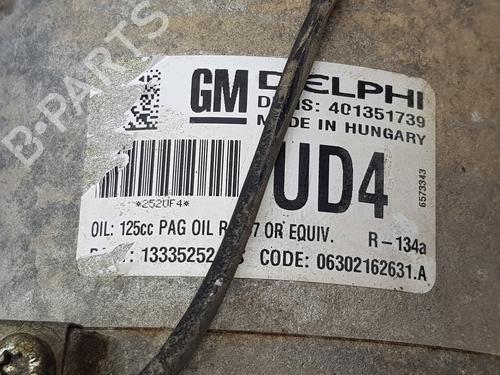 GM DELPHI
401351739
MADE IN HUNGARY
UD4
*252UF4*
6573343
OIL: 125cc PAG OIL OR EQUIV. R-134a
13335252 CODE: 06302162631.A
B-PARTS